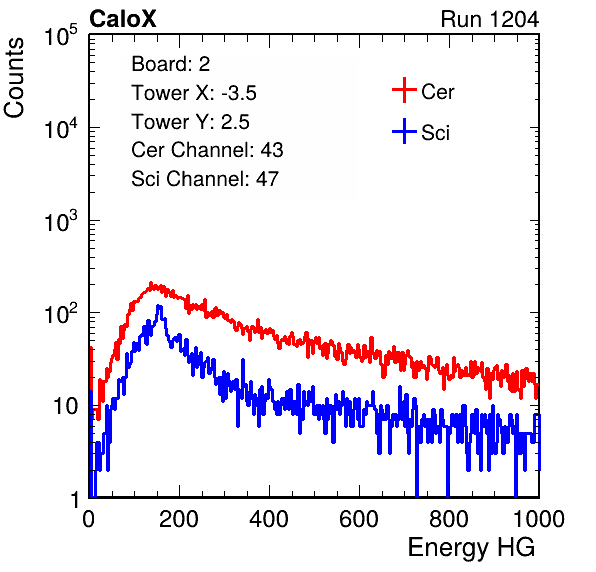 CaloX Run 1204
Counts
10^5
10^4
10^3
10^2
10
1
Board: 2
Tower X: -3.5
Tower Y: 2.5
Cer Channel: 43
Sci Channel: 47
Cer
Sci
0 200 400 600 800 1000
Energy HG